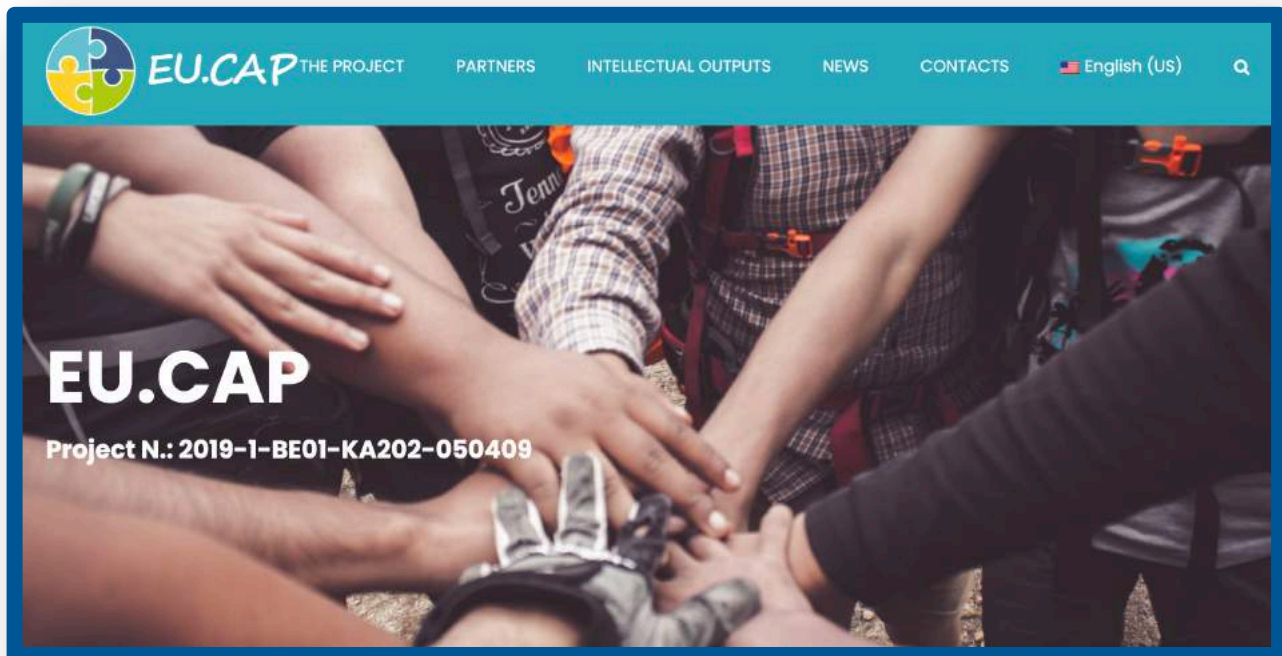 EU.CAP THE PROJECT PARTNERS INTELLECTUAL OUTPUTS NEWS CONTACTS English (US)
EU.CAP
Project N.: 2019-1-BE01-KA202-050409